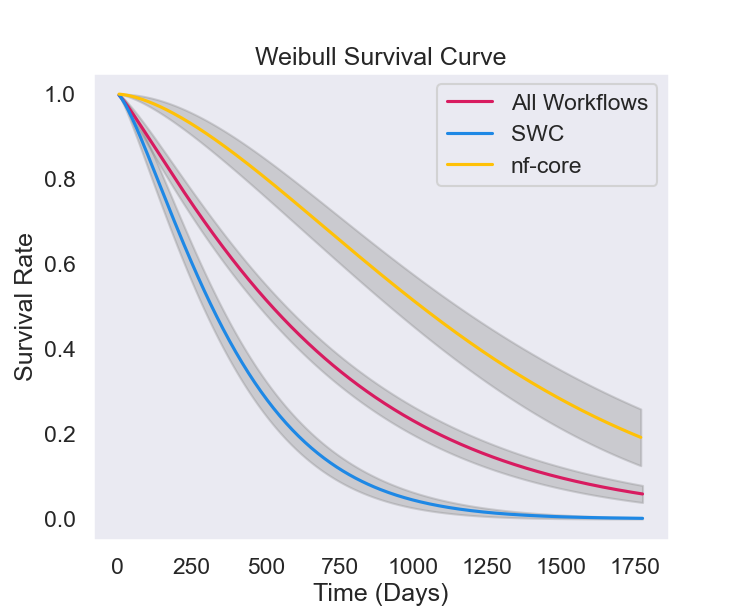 Weibull Survival Curve
All Workflows
SWC
nf-core
Survival Rate
1.0
0.8
0.6
0.4
0.2
0.0
0 250 500 750 1000 1250 1500 1750
Time (Days)